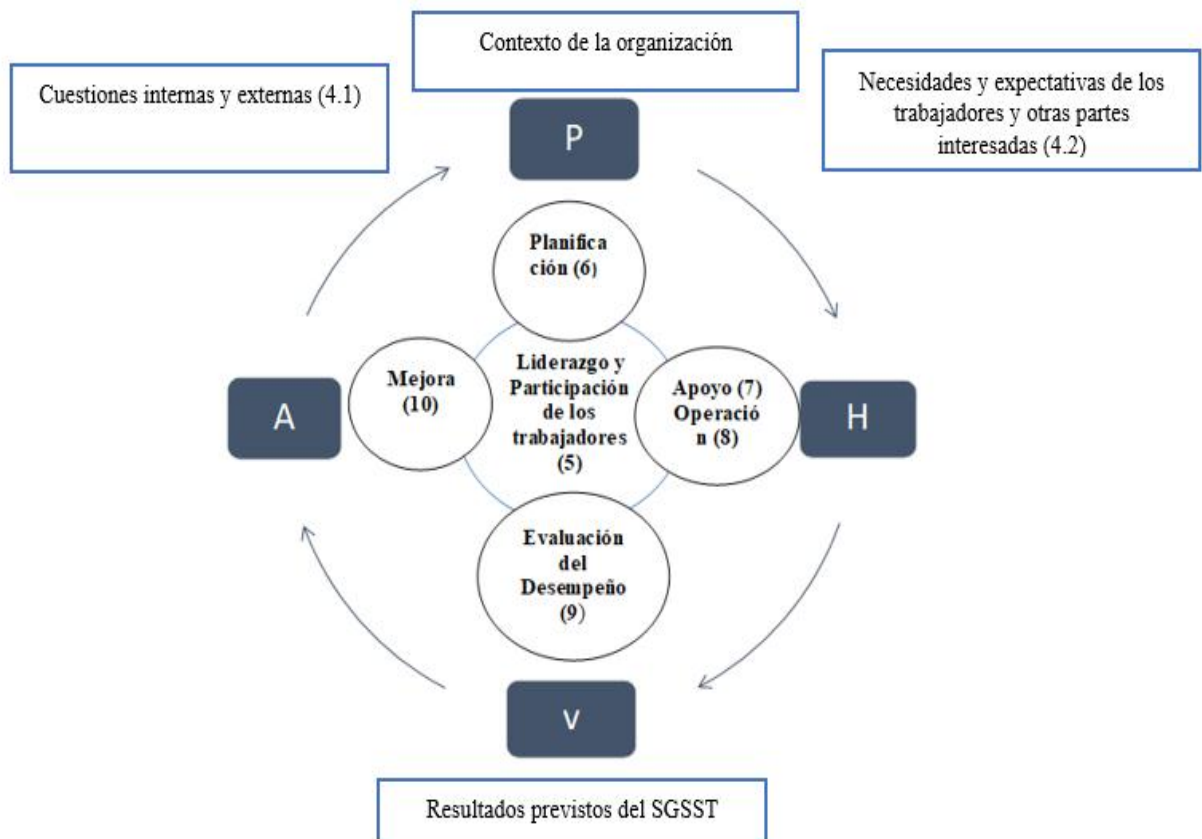 Contexto de la organización
Cuestiones internas y externas (4.1)
Necesidades y expectativas de los
trabajadores y otras partes
interesadas (4.2)
P
Planifica
ción (6)
Mejora
(10)
Liderazgo y
Participación
de los
trabajadores
(5)
Apoyo (7)
Operació
n (8)
A
H
Evaluación
del
Desempeño
(9)
v
Resultados previstos del SGSST